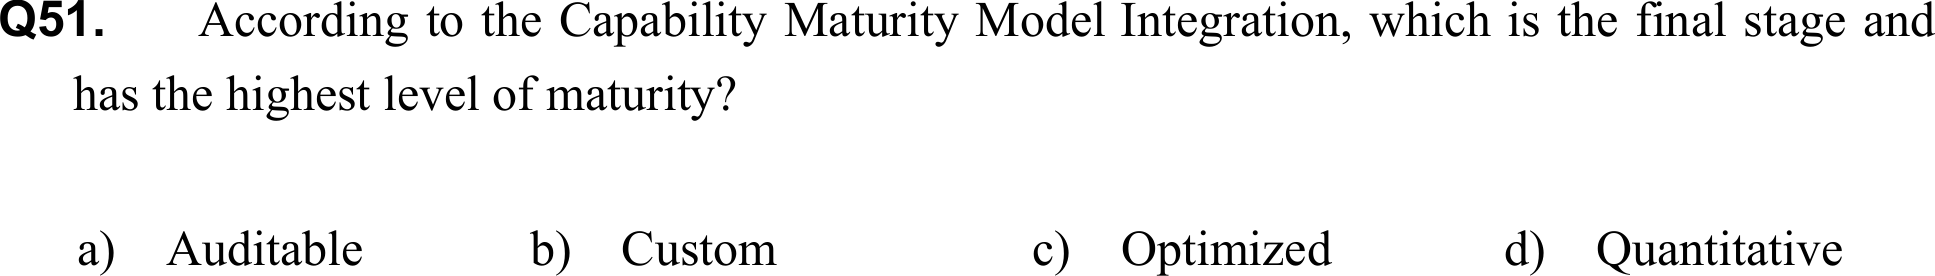 Q51. According to the Capability Maturity Model Integration, which is the final stage and
has the highest level of maturity?
a) Auditable b) Custom c) Optimized d) Quantitative